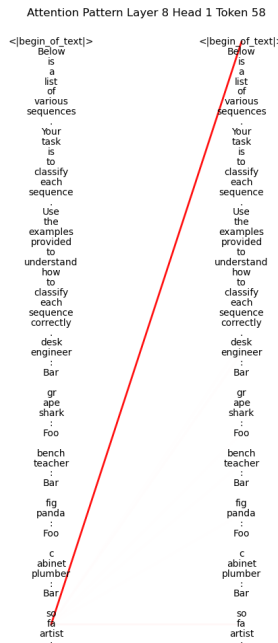 Attention Pattern Layer 8 Head 1 Token 58
<|begin_of_text|>
Below
is
a
list
of
various
sequences
.
Your
task
is
to
classify
each
sequence
.
Use
the
examples
provided
to
understand
how
to
classify
each
sequence
correctly
.
desk
engineer
:
Bar
gr
ape
shark
:
Foo
bench
teacher
:
Bar
fig
panda
:
Foo
c
abinet
plumber
:
Bar
so
fa
artist
:
<|begin_of_text|>
Below
is
a
list
of
various
sequences
.
Your
task
is
to
classify
each
sequence
.
Use
the
examples
provided
to
understand
how
to
classify
each
sequence
correctly
.
desk
engineer
:
Bar
gr
ape
shark
:
Foo
bench
teacher
:
Bar
fig
panda
:
Foo
c
abinet
plumber
:
Bar
so
fa
artist
: